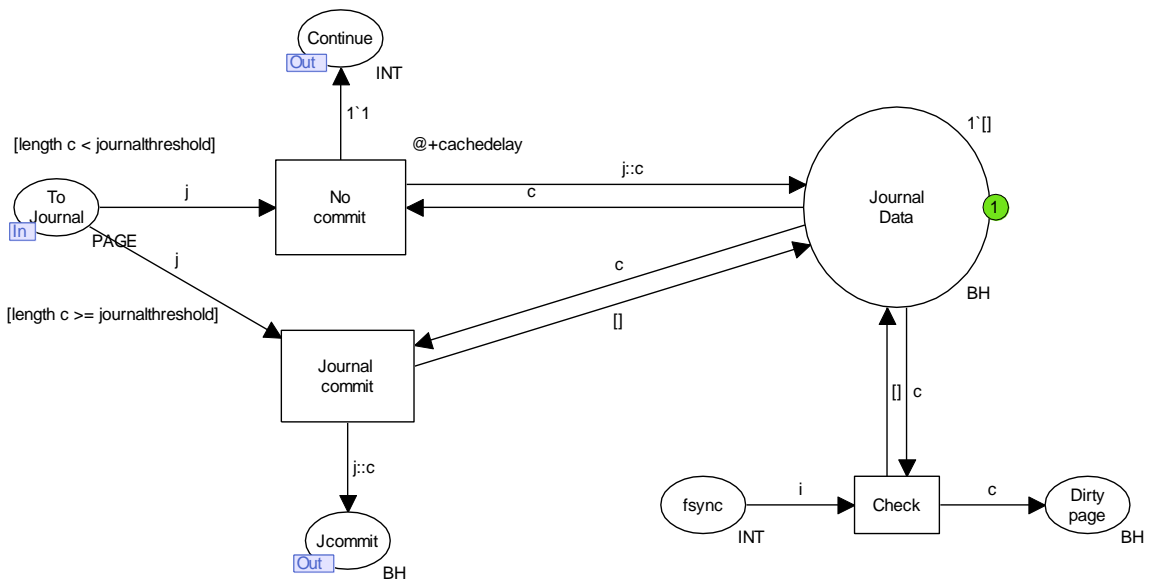 Continue
Out
INT
1`1
[length c < journalthreshold]
@+cachedelay
1`[]
j::c
To
Journal
In
PAGE
j
No
commit
c
Journal
Data
1
BH
j
c
[]
[length c >= journalthreshold]
Journal
commit
j::c
Jcommit
Out
BH
[]
c
fsync
INT
i
Check
c
Dirty
page
BH